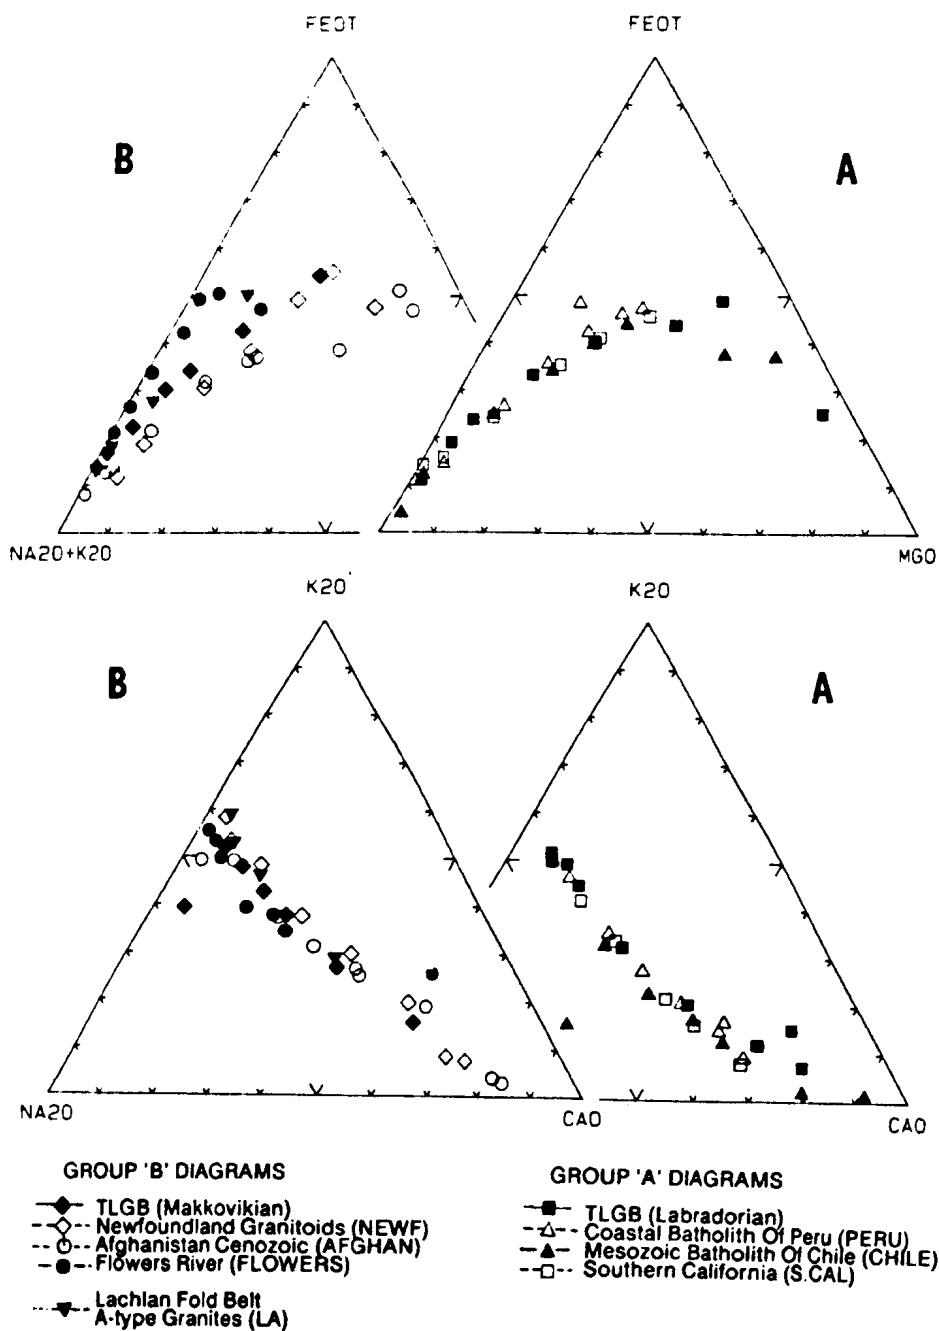 FEOT
FEOT
B
A
NA2O+K2O
MGO
K2O
K2O
B
A
NA2O
CAO
CAO
GROUP 'B' DIAGRAMS
TLGB (Makkovikian)
Newfoundland Granitoids (NEWF)
Afghanistan Cenozoic (AFGHAN)
Flowers River (FLOWERS)
Lachlan Fold Belt
A-type Granites (LA)
GROUP 'A' DIAGRAMS
TLGB (Labradorian)
Coastal Batholith Of Peru (PERU)
Mesozoic Batholith Of Chile (CHILE)
Southern California (S.CAL)